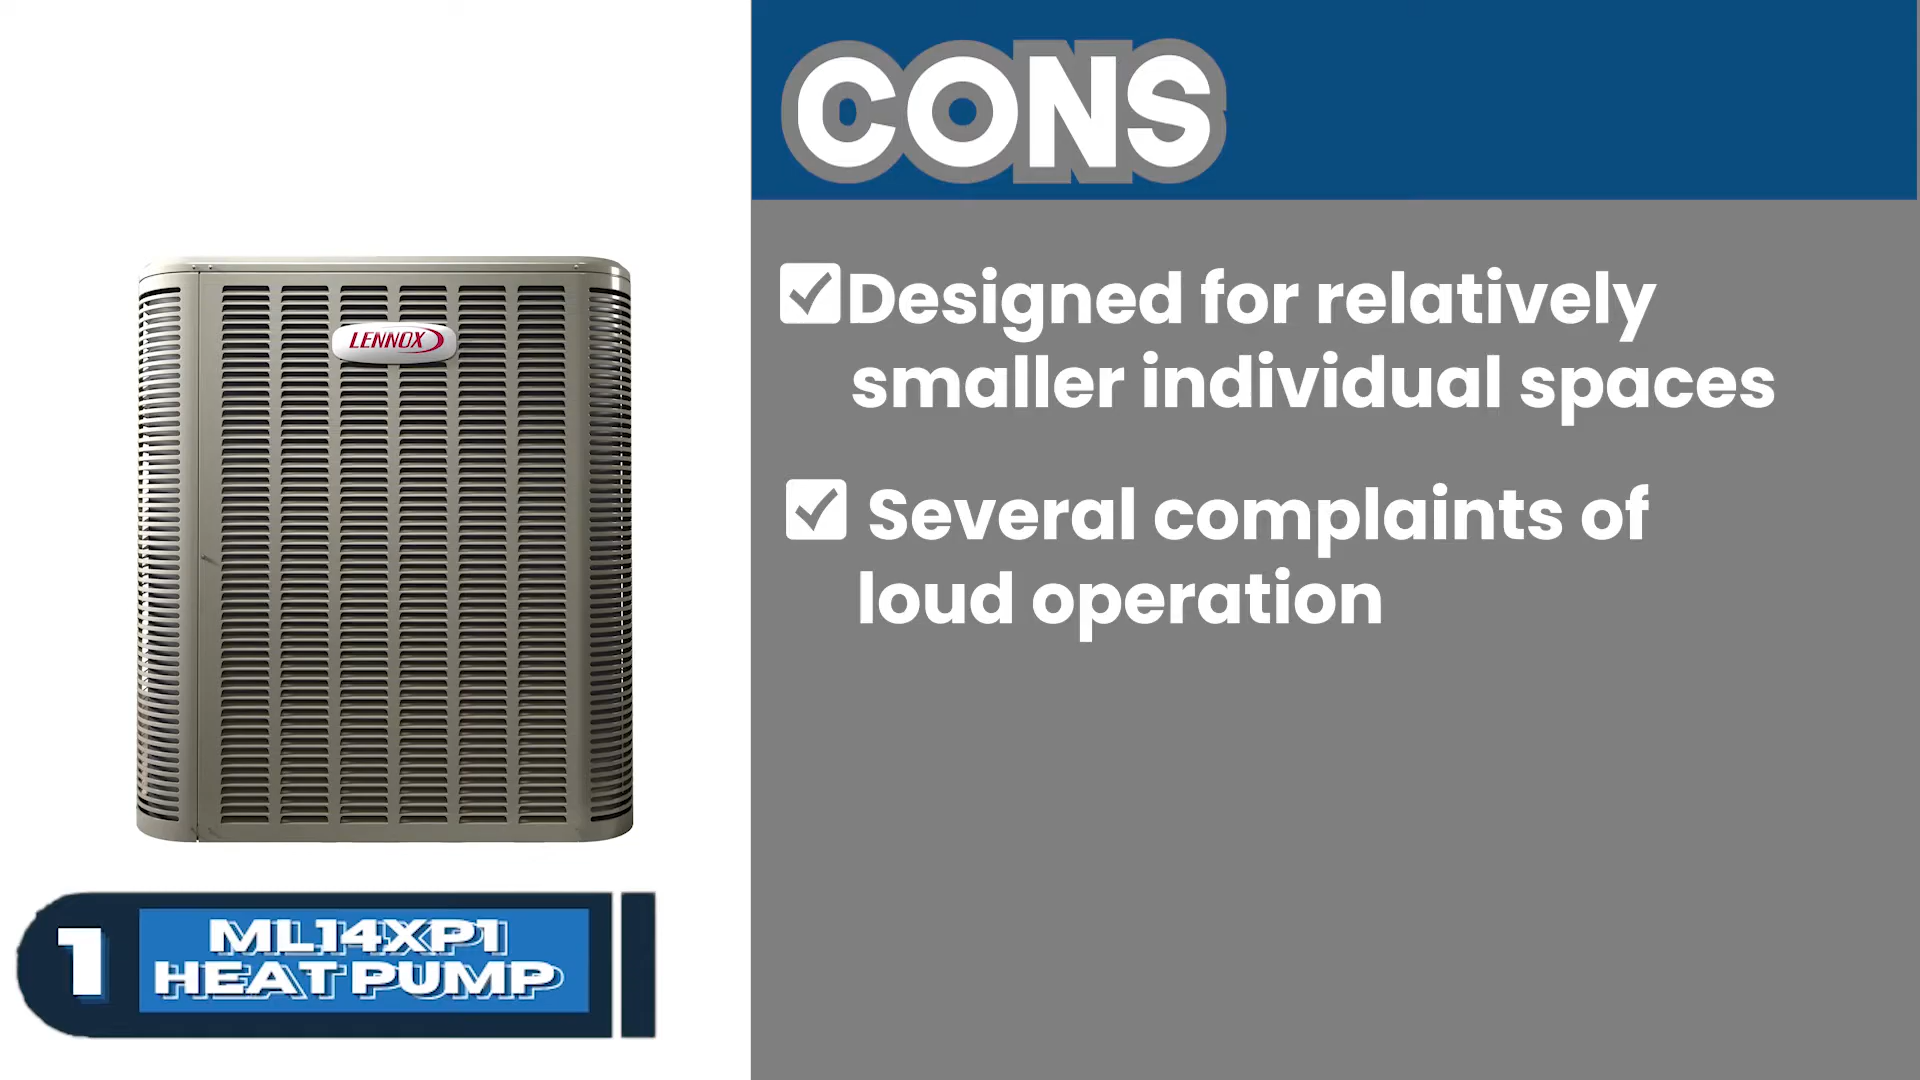 CONS
LENNOX
Designed for relatively
smaller individual spaces
Several complaints of
loud operation
1
ML14XP1
HEAT PUMP